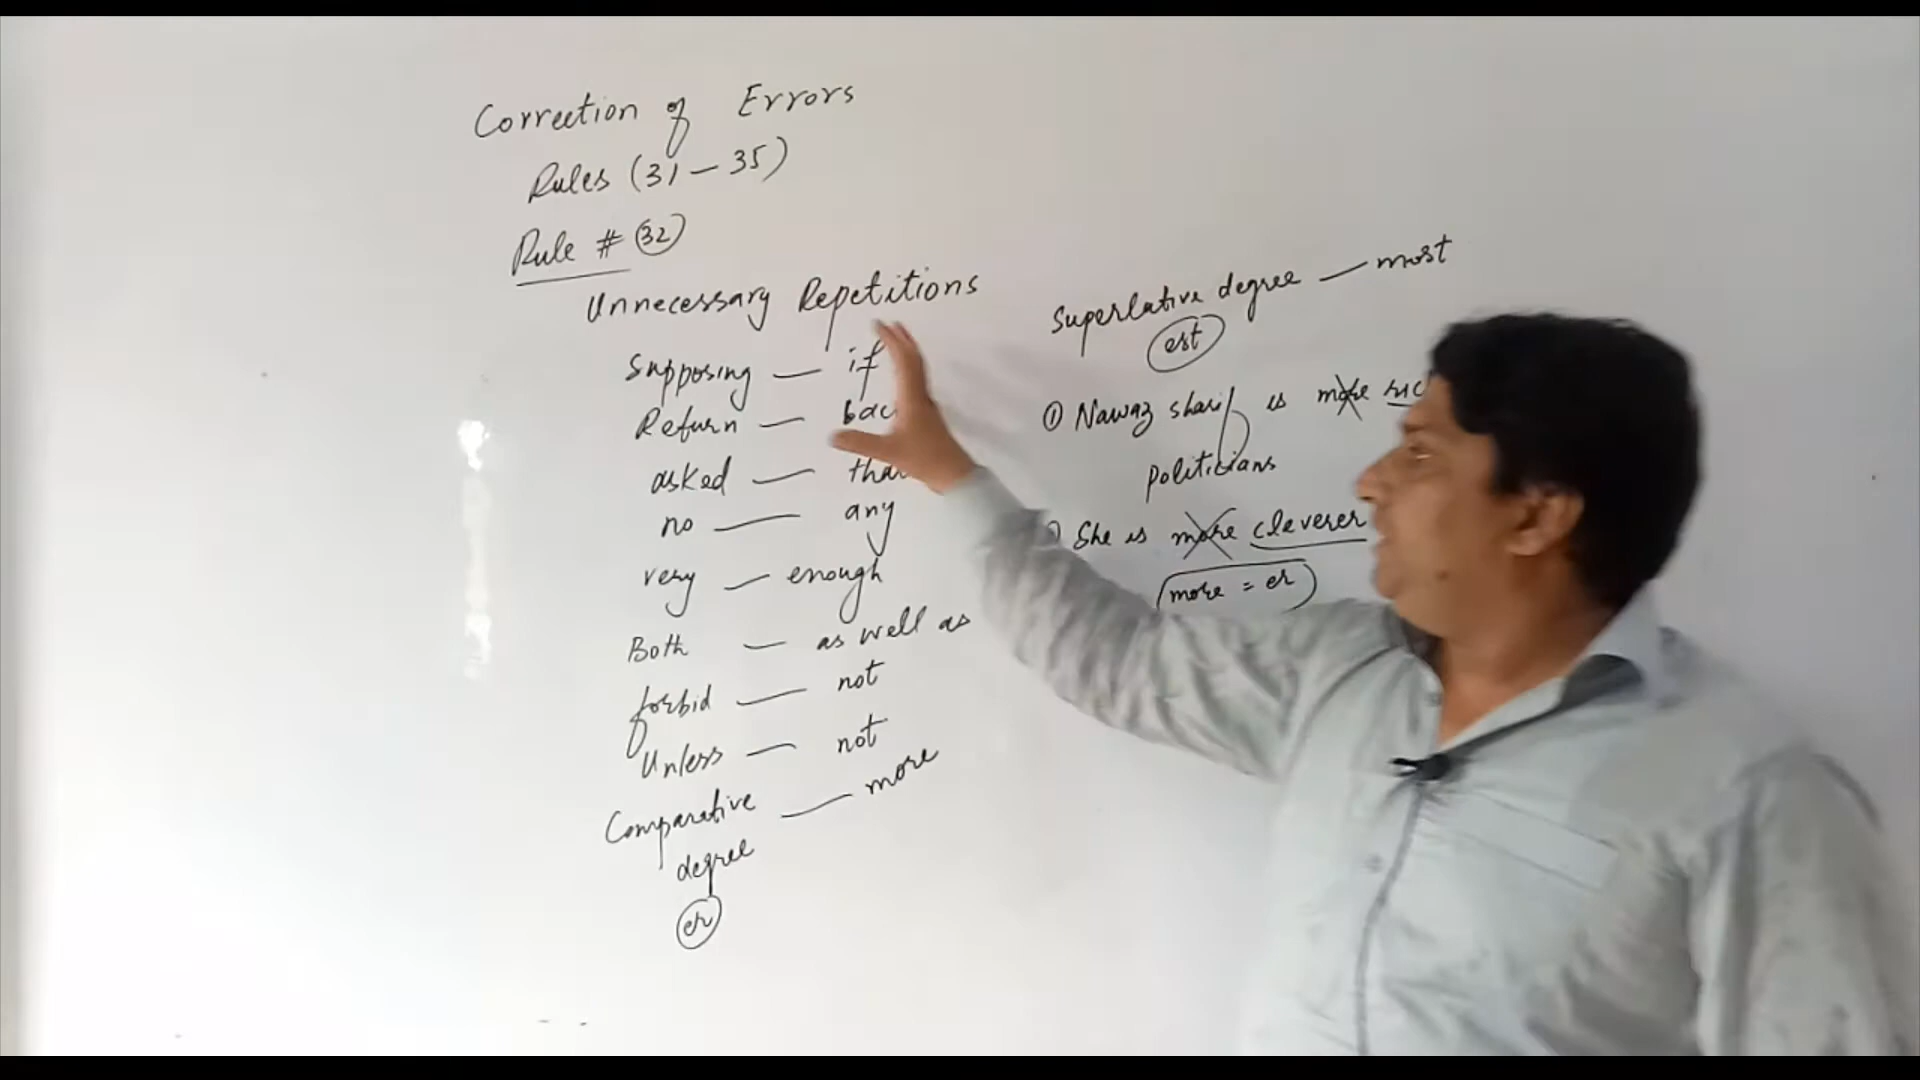 Correction of Errors
Rules (31 — 35)
Rule # 32
Unnecessary Repetitions
Supposing — if
Return —
asked —
no — any
very — enough
Both — as well as
forbid — not
Unless — not
Comparative — more
degree
er
Superlative degree — most
est
① Nawaz sharif is more
politicians
She is more cleverer
more = er